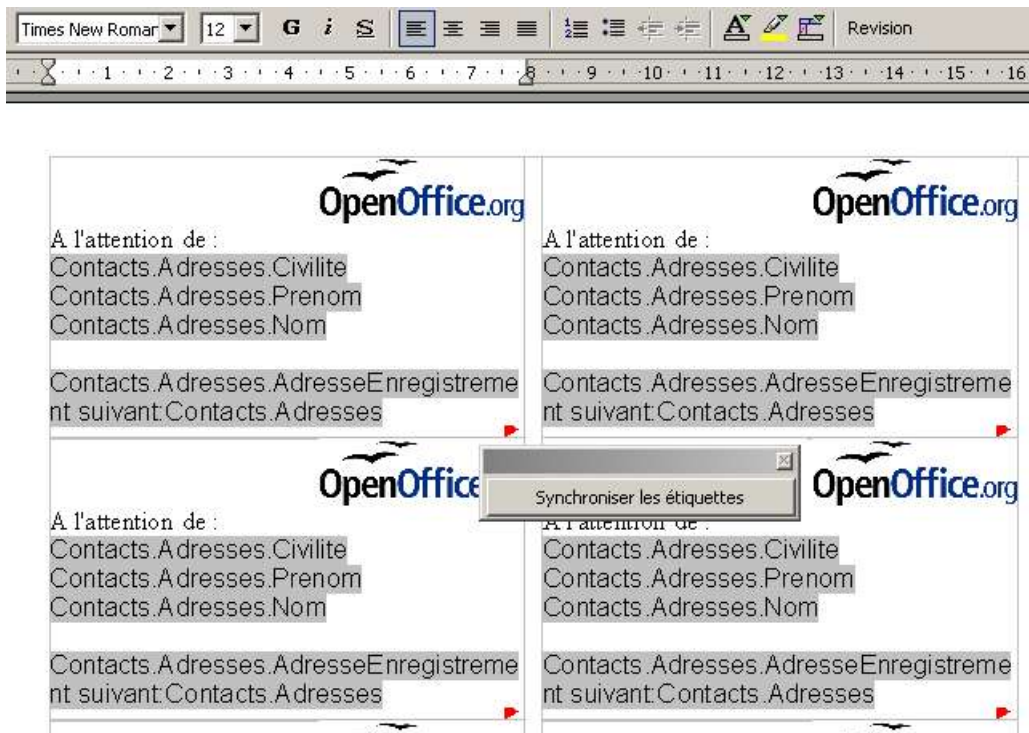 Times New Roman 12 G i S Revision
1 2 3 4 5 6 7 8 9 10 11 12 13 14 15 16
OpenOffice.org
A l'attention de :
Contacts.Adresses.Civilite
Contacts.Adresses.Prenom
Contacts.Adresses.Nom
Contacts.Adresses.AdresseEnregistreme
nt suivant:Contacts.Adresses
OpenOffice.org
A l'attention de :
Contacts.Adresses.Civilite
Contacts.Adresses.Prenom
Contacts.Adresses.Nom
Contacts.Adresses.AdresseEnregistreme
nt suivant:Contacts.Adresses
Synchroniser les étiquettes
OpenOffice
A l'attention de :
Contacts.Adresses.Civilite
Contacts.Adresses.Prenom
Contacts.Adresses.Nom
Contacts.Adresses.AdresseEnregistreme
nt suivant:Contacts.Adresses
OpenOffice.org
A l'attention de :
Contacts.Adresses.Civilite
Contacts.Adresses.Prenom
Contacts.Adresses.Nom
Contacts.Adresses.AdresseEnregistreme
nt suivant:Contacts.Adresses